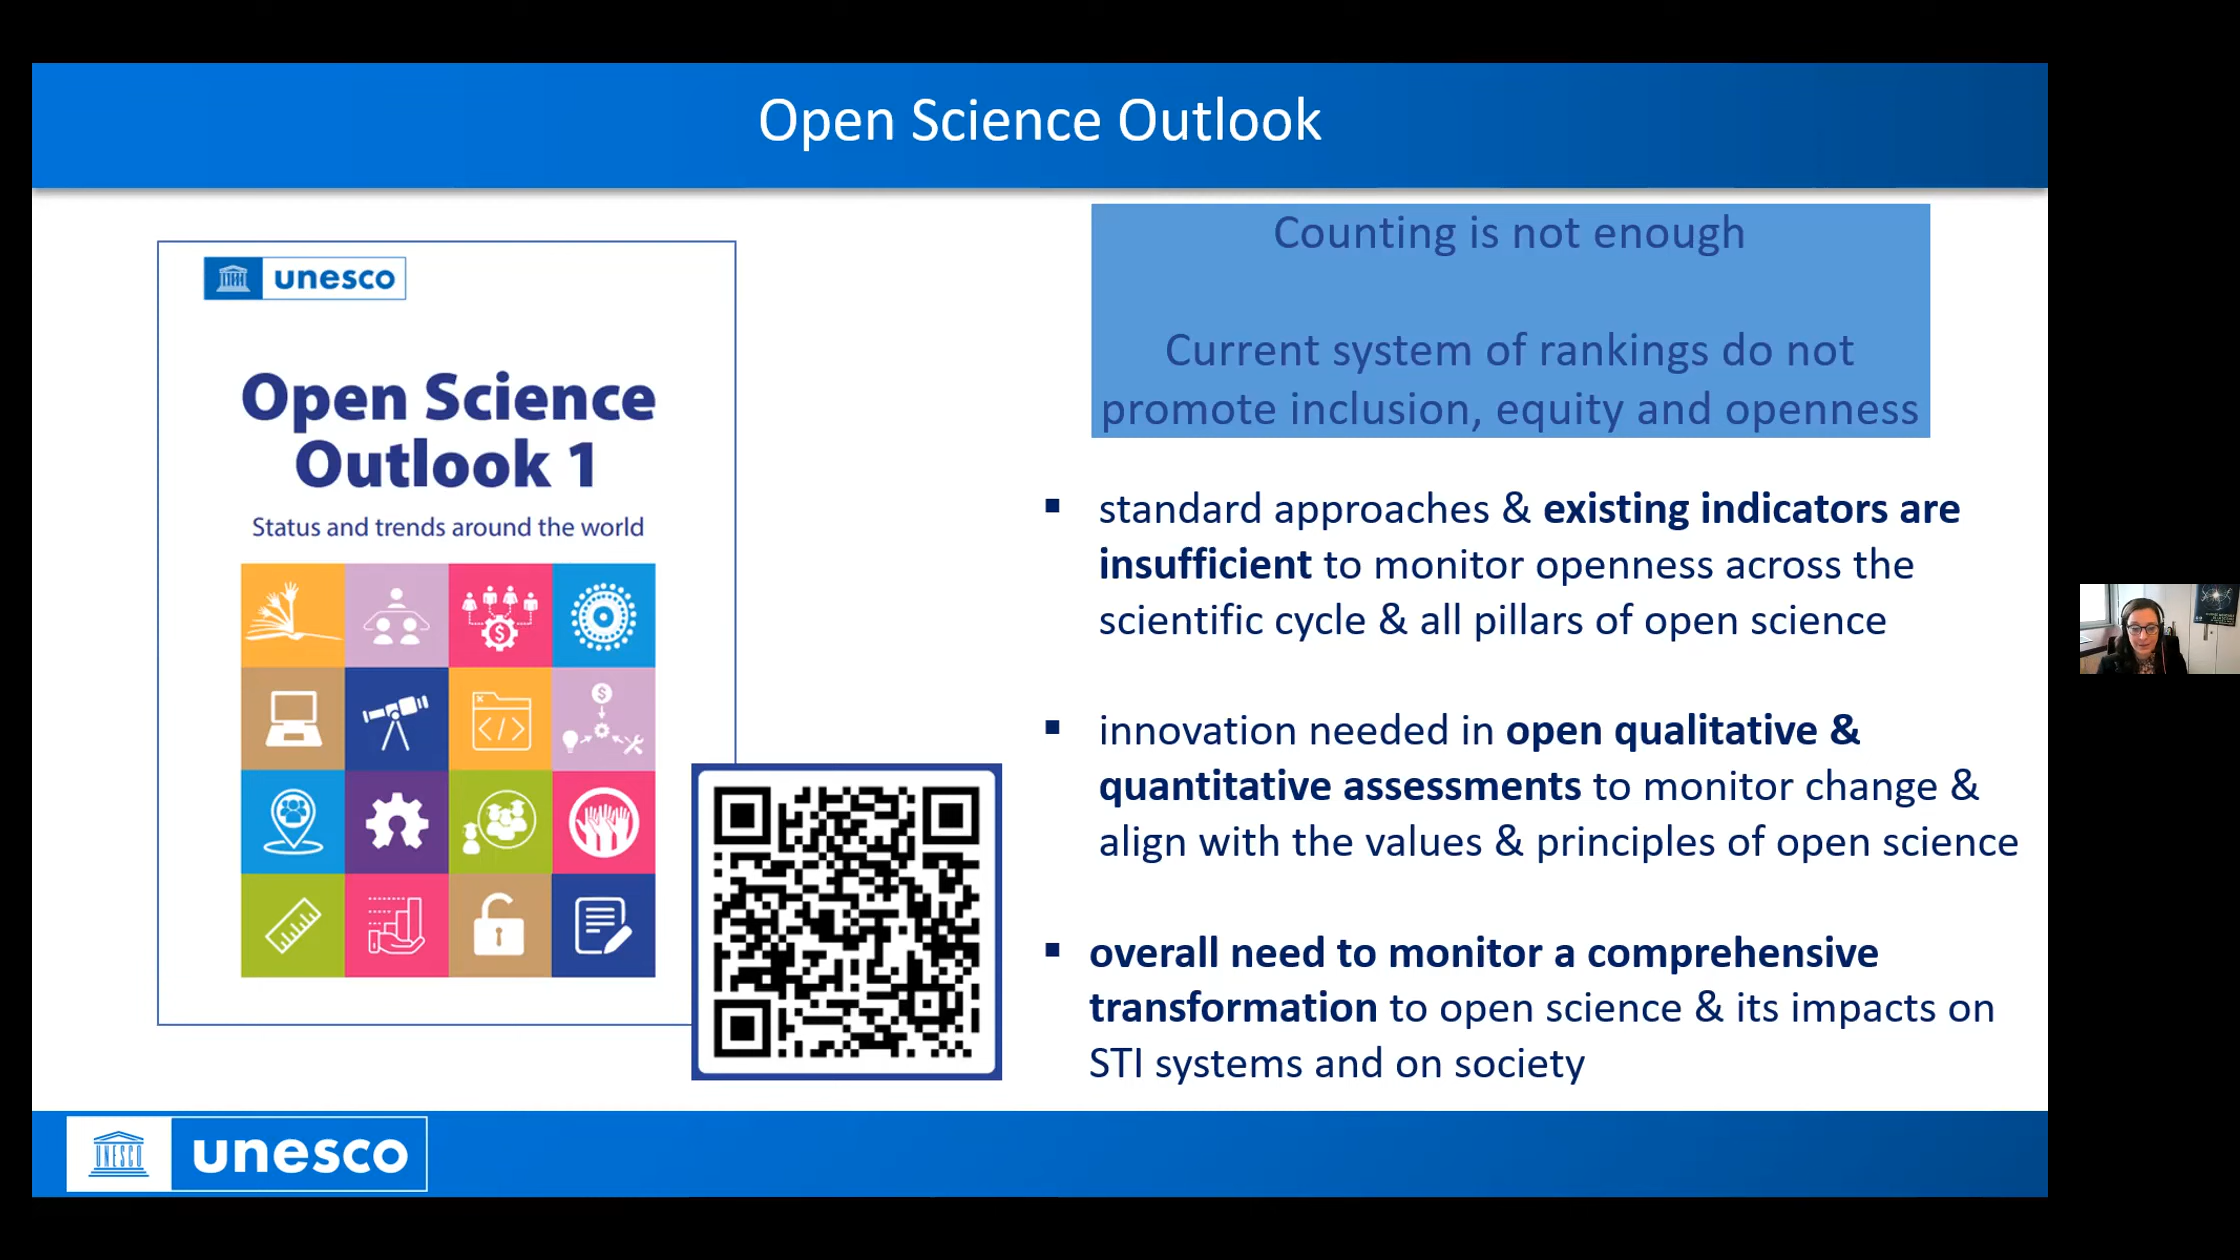 Open Science Outlook
unesco
Open Science
Outlook 1
Status and trends around the world
Counting is not enough
Current system of rankings do not
promote inclusion, equity and openness
▪ standard approaches & existing indicators are
insufficient to monitor openness across the
scientific cycle & all pillars of open science
▪ innovation needed in open qualitative &
quantitative assessments to monitor change &
align with the values & principles of open science
▪ overall need to monitor a comprehensive
transformation to open science & its impacts on
STI systems and on society
UNESCO
unesco